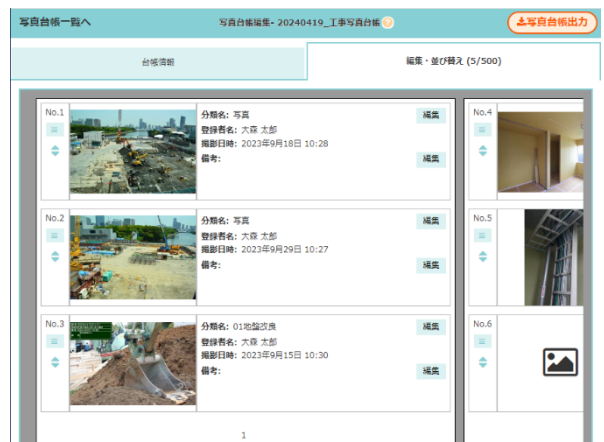 写真台帳一覧へ
写真台帳編集- 20240419_工事写真台帳 ?
写真台帳出力
台帳情報
編集・並び替え (5/500)
No.1
分類名: 写真
登録者名: 大森 太郎
撮影日時: 2023年9月18日 10:28
備考:
編集
編集
No.2
分類名: 写真
登録者名: 大森 太郎
撮影日時: 2023年9月29日 10:27
備考:
編集
編集
No.3
分類名: 01地盤改良
登録者名: 大森 太郎
撮影日時: 2023年9月15日 10:30
備考:
編集
編集
1
No.4
No.5
No.6